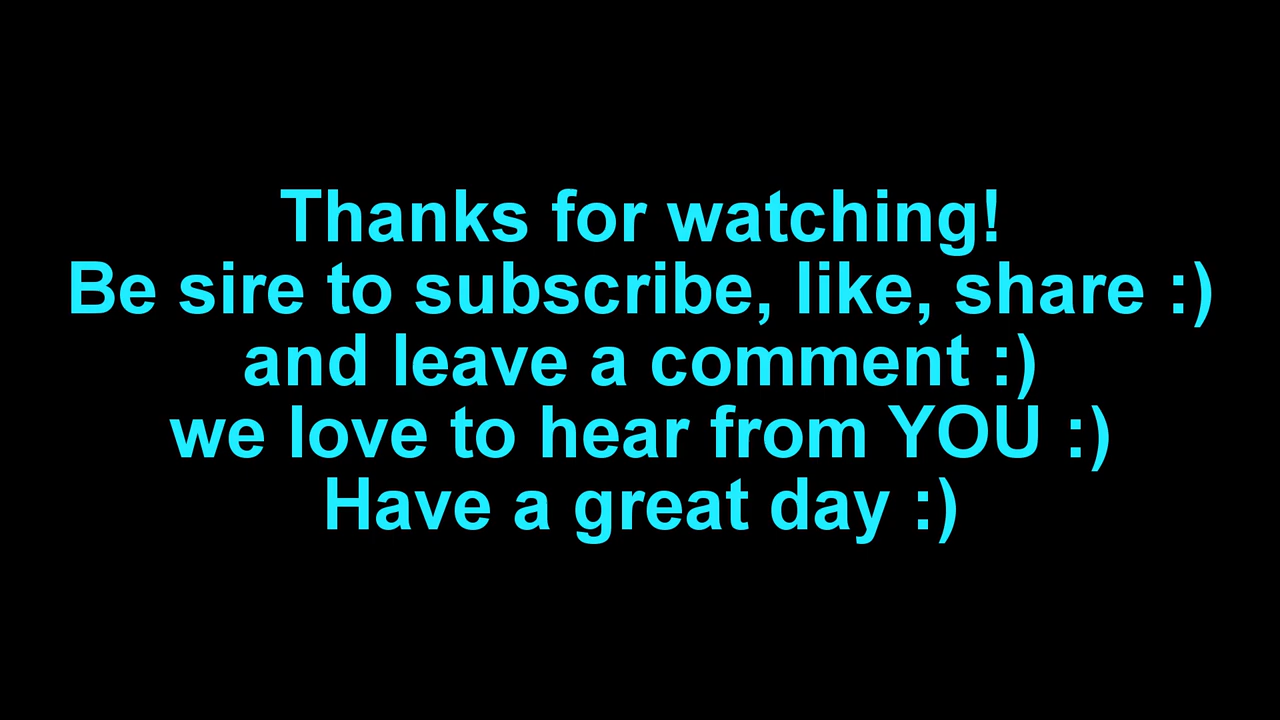 Thanks for watching!
Be sire to subscribe, like, share :)
and leave a comment :)
we love to hear from YOU :)
Have a great day :)